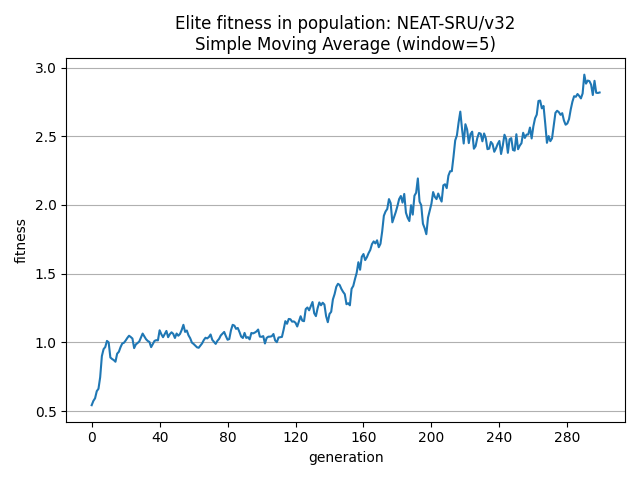 Elite fitness in population: NEAT-SRU/v32
Simple Moving Average (window=5)
3.0
2.5
2.0
1.5
1.0
0.5
fitness
0 40 80 120 160 200 240 280
generation